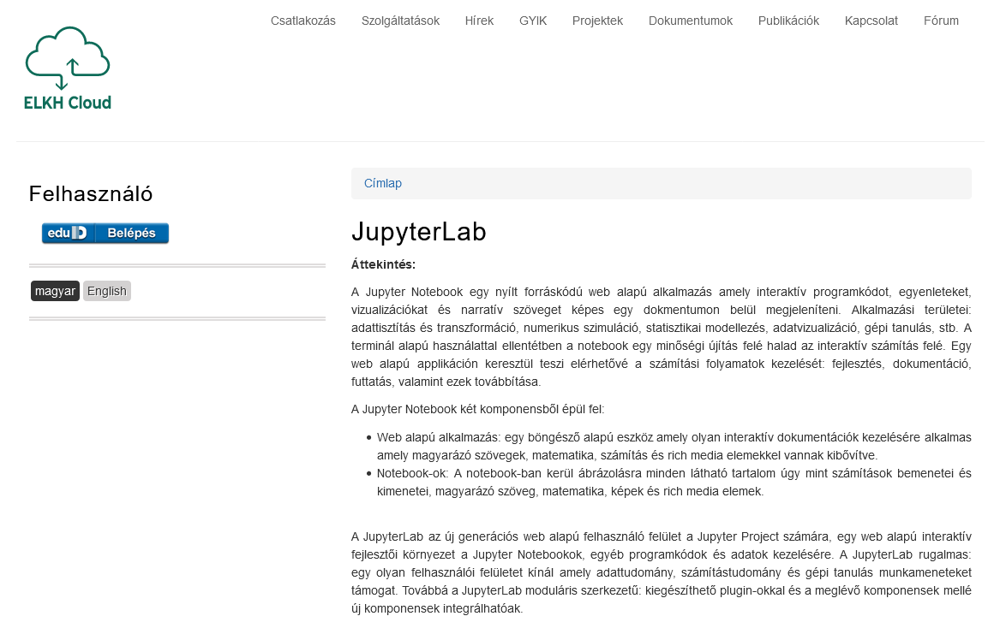 Csatlakozás Szolgáltatások Hírek GYIK Projektek Dokumentumok Publikációk Kapcsolat Fórum
ELKH Cloud
Felhasználó
eduID Belépés
magyar English
Címlap
JupyterLab
Áttekintés:
A Jupyter Notebook egy nyílt forráskódú web alapú alkalmazás amely interaktív programkódot, egyenleteket,
vizualizációkat és narratív szöveget képes egy dokmentumon belül megjeleníteni. Alkalmazási területei:
adattisztítás és transzformáció, numerikus szimuláció, statisztikai modellezés, adatvizualizáció, gépi tanulás, stb. A
terminál alapú használattal ellentétben a notebook egy minőségi újítás felé halad az interaktív számítás felé. Egy
web alapú applikáción keresztül teszi elérhetővé a számítási folyamatok kezelését: fejlesztés, dokumentáció,
futtatás, valamint ezek továbbítása.
A Jupyter Notebook két komponensből épül fel:
• Web alapú alkalmazás: egy böngésző alapú eszköz amely olyan interaktív dokumentációk kezelésére alkalmas
amely magyarázó szövegek, matematika, számítás és rich media elemekkel vannak kibővítve.
• Notebook-ok: A notebook-ban kerül ábrázolásra minden látható tartalom úgy mint számítások bemenetei és
kimenetei, magyarázó szöveg, matematika, képek és rich media elemek.
A JupyterLab az új generációs web alapú felhasználó felület a Jupyter Project számára, egy web alapú interaktív
fejlesztői környezet a Jupyter Notebookok, egyéb programkódok és adatok kezelésére. A JupyterLab rugalmas:
egy olyan felhasználói felületet kínál amely adattudomány, számítástudomány és gépi tanulás munkameneteket
támogat. Továbbá a JupyterLab moduláris szerkezetű: kiegészíthető plugin-okkal és a meglévő komponensek mellé
új komponensek integrálhatóak.